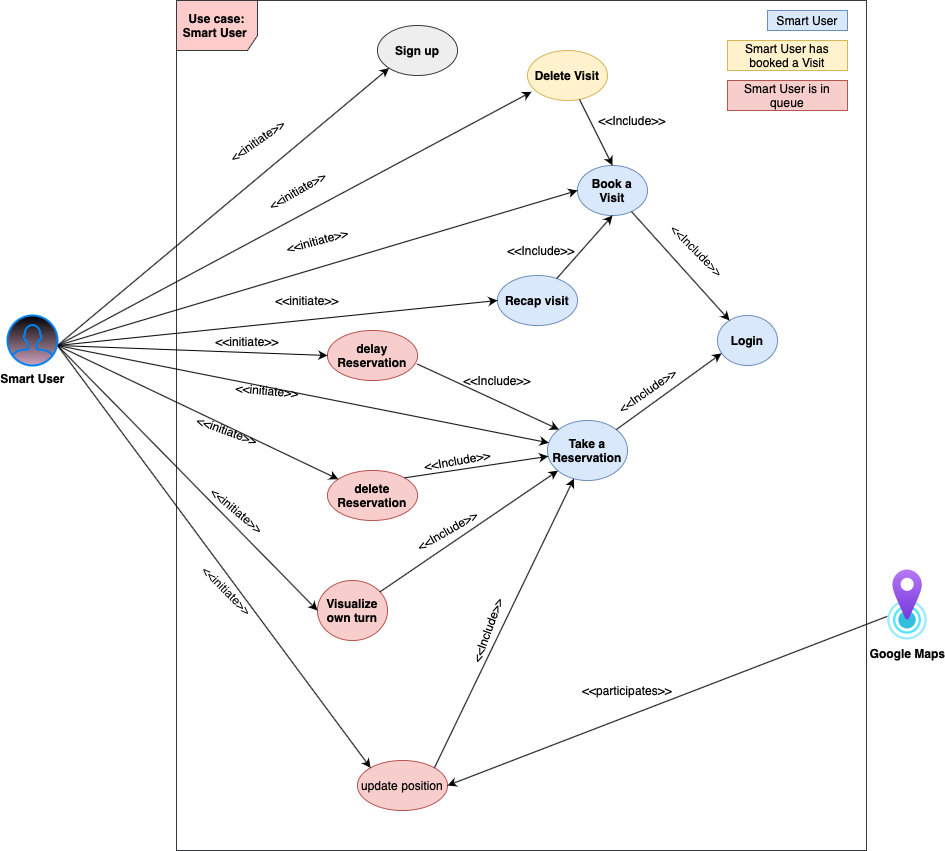 Use case:
Smart User
Smart User
Smart User has
booked a Visit
Smart User is in
queue
Sign up
Delete Visit
<<initiate>>
<<Include>>
<<initiate>>
Book a
Visit
<<initiate>>
<<Include>>
<<Include>>
<<initiate>>
Recap visit
<<initiate>>
delay
Reservation
Login
Smart User
<<Include>>
<<initiate>>
<<Include>>
<<initiate>>
Take a
Reservation
<<Include>>
delete
Reservation
<<initiate>>
<<Include>>
<<initiate>>
Visualize
own turn
<<Include>>
Google Maps
<<participates>>
update position